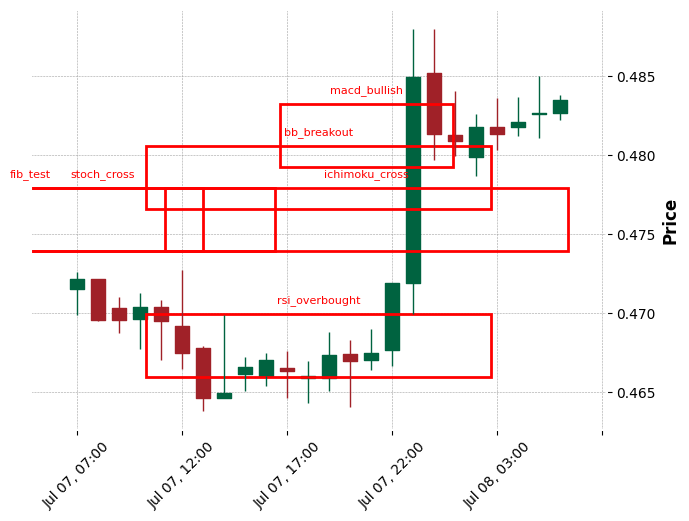 macd_bullish
0.485
bb_breakout
0.480
fib_test
stoch_cross
ichimoku_cross
0.475
Price
rsi_overbought
0.470
0.465
Jul 07, 07:00
Jul 07, 12:00
Jul 07, 17:00
Jul 07, 22:00
Jul 08, 03:00